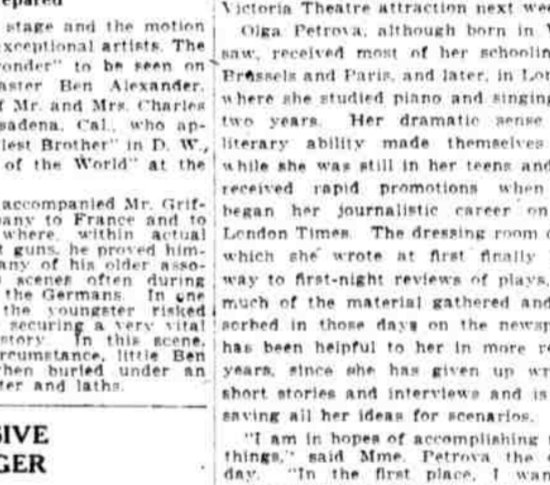 epared
stage and the motion
exceptional artists. The
onder" to be seen on
aster Ben Alexander,
f Mr. and Mrs. Charles
sadena, Cal., who ap-
lest Brother" in D. W.,
of the World" at the
accompanied Mr. Grif-
any to France and to
where, within actual
t guns, he proved him-
any of his older asso-
scenes often during
the Germans. In one
the youngster risked
securing a very vital
story. In this scene,
rcumstance, little Ben
hen buried under an
ter and laths.
SIVE
GER
Victoria Theatre attraction next we
Olga Petrova, although born in
saw, received most of her schoolin
Brussels and Paris, and later, in Lo
where she studied piano and singing
two years. Her dramatic sense
literary ability made themselves
while she was still in her teens and
received rapid promotions when
began her journalistic career on
London Times. The dressing room
which she wrote at first finally
way to first-night reviews of plays,
much of the material gathered and
sorbed in those days on the newsp
has been helpful to her in more re
years, since she has given up wr
short stories and interviews and is
saving all her ideas for scenarios.
"I am in hopes of accomplishing
things," said Mme. Petrova the
day. "In the first place, I wan